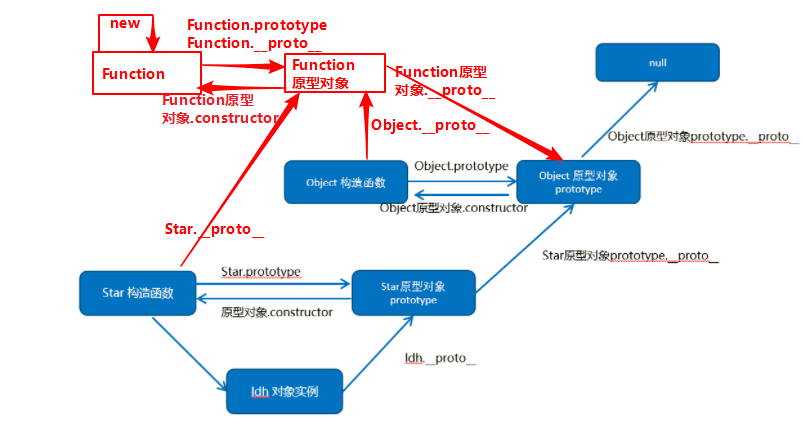 new
Function.prototype
Function.__proto__
Function
Function
原型对象
Function原型
对象.__proto__
null
Function原型
对象.constructor
Object.__proto__
Object原型对象prototype.__proto__
Object 构造函数
Object.prototype
Object 原型对象
prototype
Object原型对象.constructor
Star.__proto__
Star原型对象prototype.__proto__
Star 构造函数
Star.prototype
Star原型对象
prototype
原型对象.constructor
ldh.__proto__
ldh 对象实例